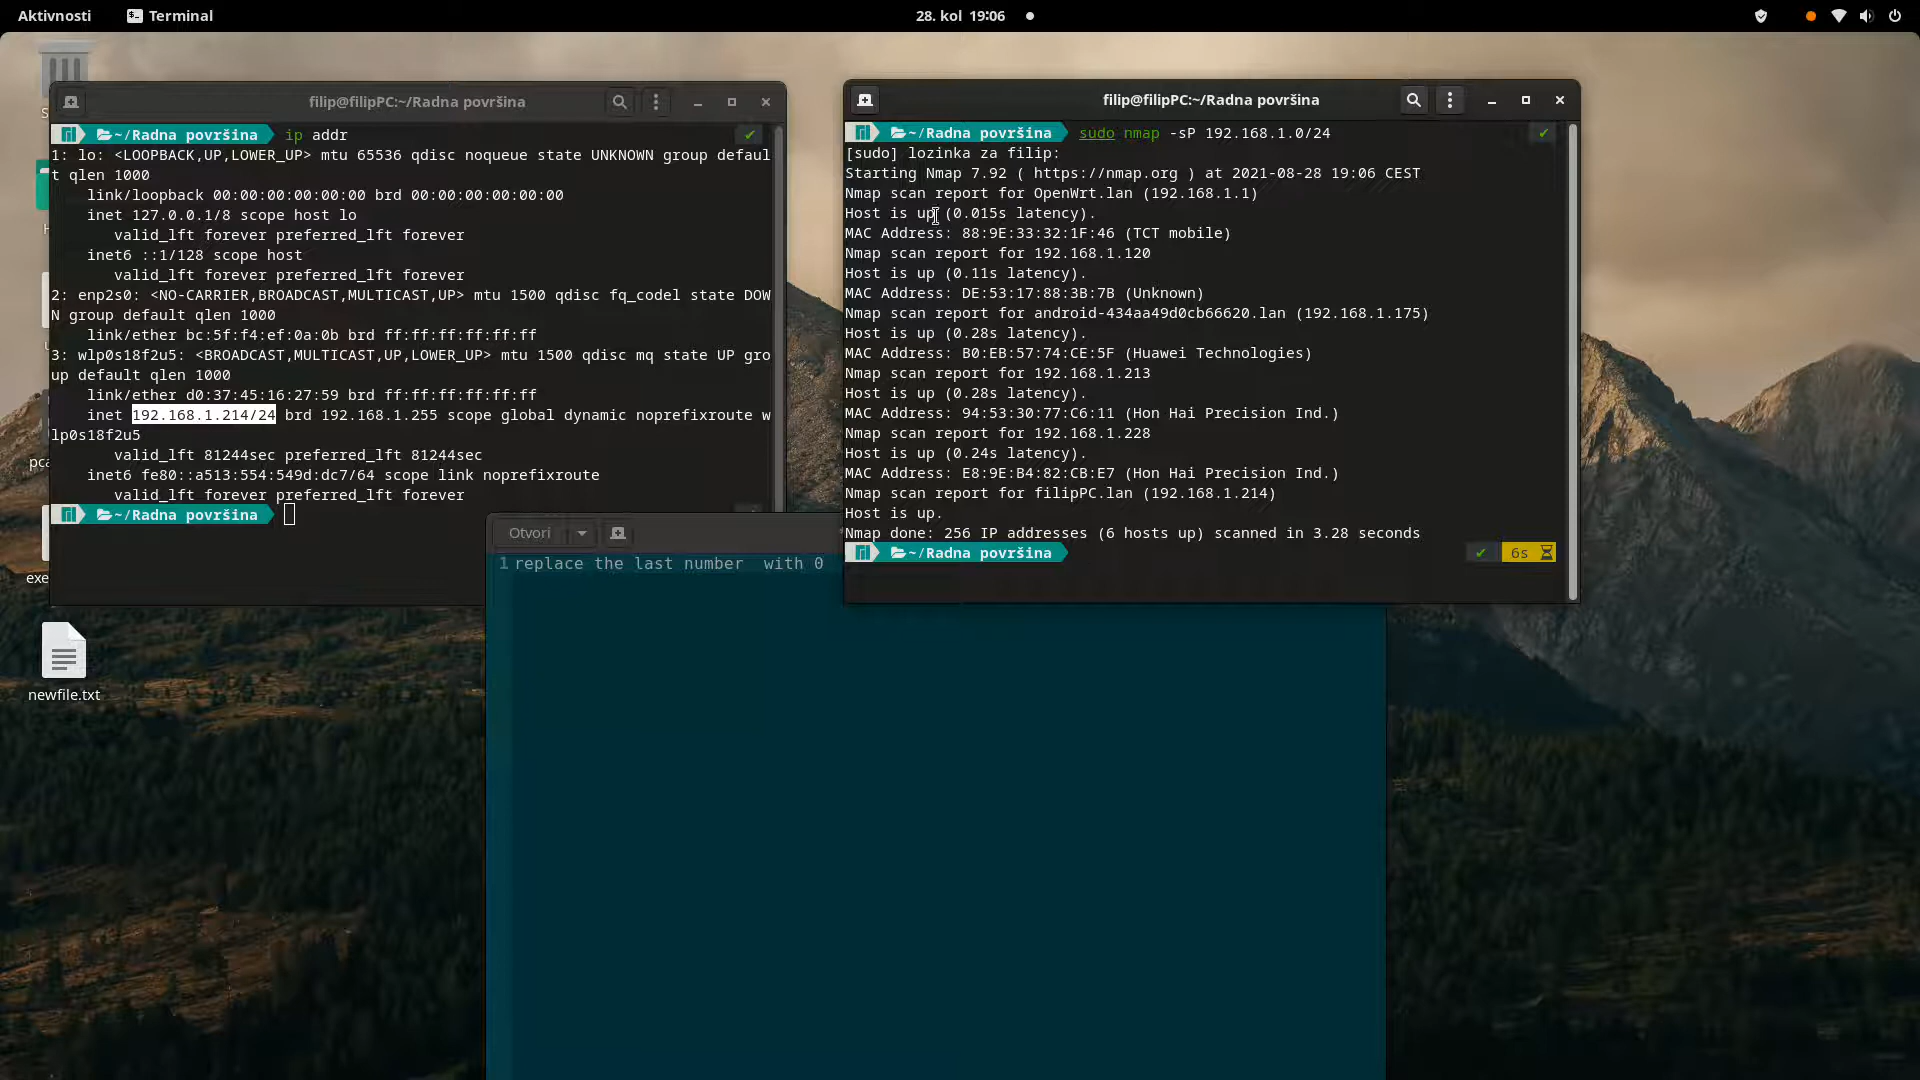 Aktivnosti
Terminal
28. kol 19:06
filip@filipPC:~/Radna površina
~/Radna površina ip addr
1: lo: <LOOPBACK,UP,LOWER_UP> mtu 65536 qdisc noqueue state UNKNOWN group defaul
t qlen 1000
link/loopback 00:00:00:00:00:00 brd 00:00:00:00:00:00
inet 127.0.0.1/8 scope host lo
valid_lft forever preferred_lft forever
inet6 ::1/128 scope host
valid_lft forever preferred_lft forever
2: enp2s0: <NO-CARRIER,BROADCAST,MULTICAST,UP> mtu 1500 qdisc fq_codel state DOW
N group default qlen 1000
link/ether bc:5f:f4:ef:0a:0b brd ff:ff:ff:ff:ff:ff
3: wlp0s18f2u5: <BROADCAST,MULTICAST,UP,LOWER_UP> mtu 1500 qdisc mq state UP gro
up default qlen 1000
link/ether d0:37:45:16:27:59 brd ff:ff:ff:ff:ff:ff
inet 192.168.1.214/24 brd 192.168.1.255 scope global dynamic noprefixroute w
lp0s18f2u5
valid_lft 81244sec preferred_lft 81244sec
inet6 fe80::a513:554:549d:dc7/64 scope link noprefixroute
valid_lft forever preferred_lft forever
~/Radna površina
filip@filipPC:~/Radna površina
~/Radna površina sudo nmap -sP 192.168.1.0/24
[sudo] lozinka za filip:
Starting Nmap 7.92 ( https://nmap.org ) at 2021-08-28 19:06 CEST
Nmap scan report for OpenWrt.lan (192.168.1.1)
Host is up (0.015s latency).
MAC Address: 88:9E:33:32:1F:46 (TCT mobile)
Nmap scan report for 192.168.1.120
Host is up (0.11s latency).
MAC Address: DE:53:17:88:3B:7B (Unknown)
Nmap scan report for android-434aa49d0cb66620.lan (192.168.1.175)
Host is up (0.28s latency).
MAC Address: B0:EB:57:74:CE:5F (Huawei Technologies)
Nmap scan report for 192.168.1.213
Host is up (0.28s latency).
MAC Address: 94:53:30:77:C6:11 (Hon Hai Precision Ind.)
Nmap scan report for 192.168.1.228
Host is up (0.24s latency).
MAC Address: E8:9E:B4:82:CB:E7 (Hon Hai Precision Ind.)
Nmap scan report for filipPC.lan (192.168.1.214)
Host is up.
Nmap done: 256 IP addresses (6 hosts up) scanned in 3.28 seconds
~/Radna površina
6s
Otvori
1 replace the last number  with 0
newfile.txt